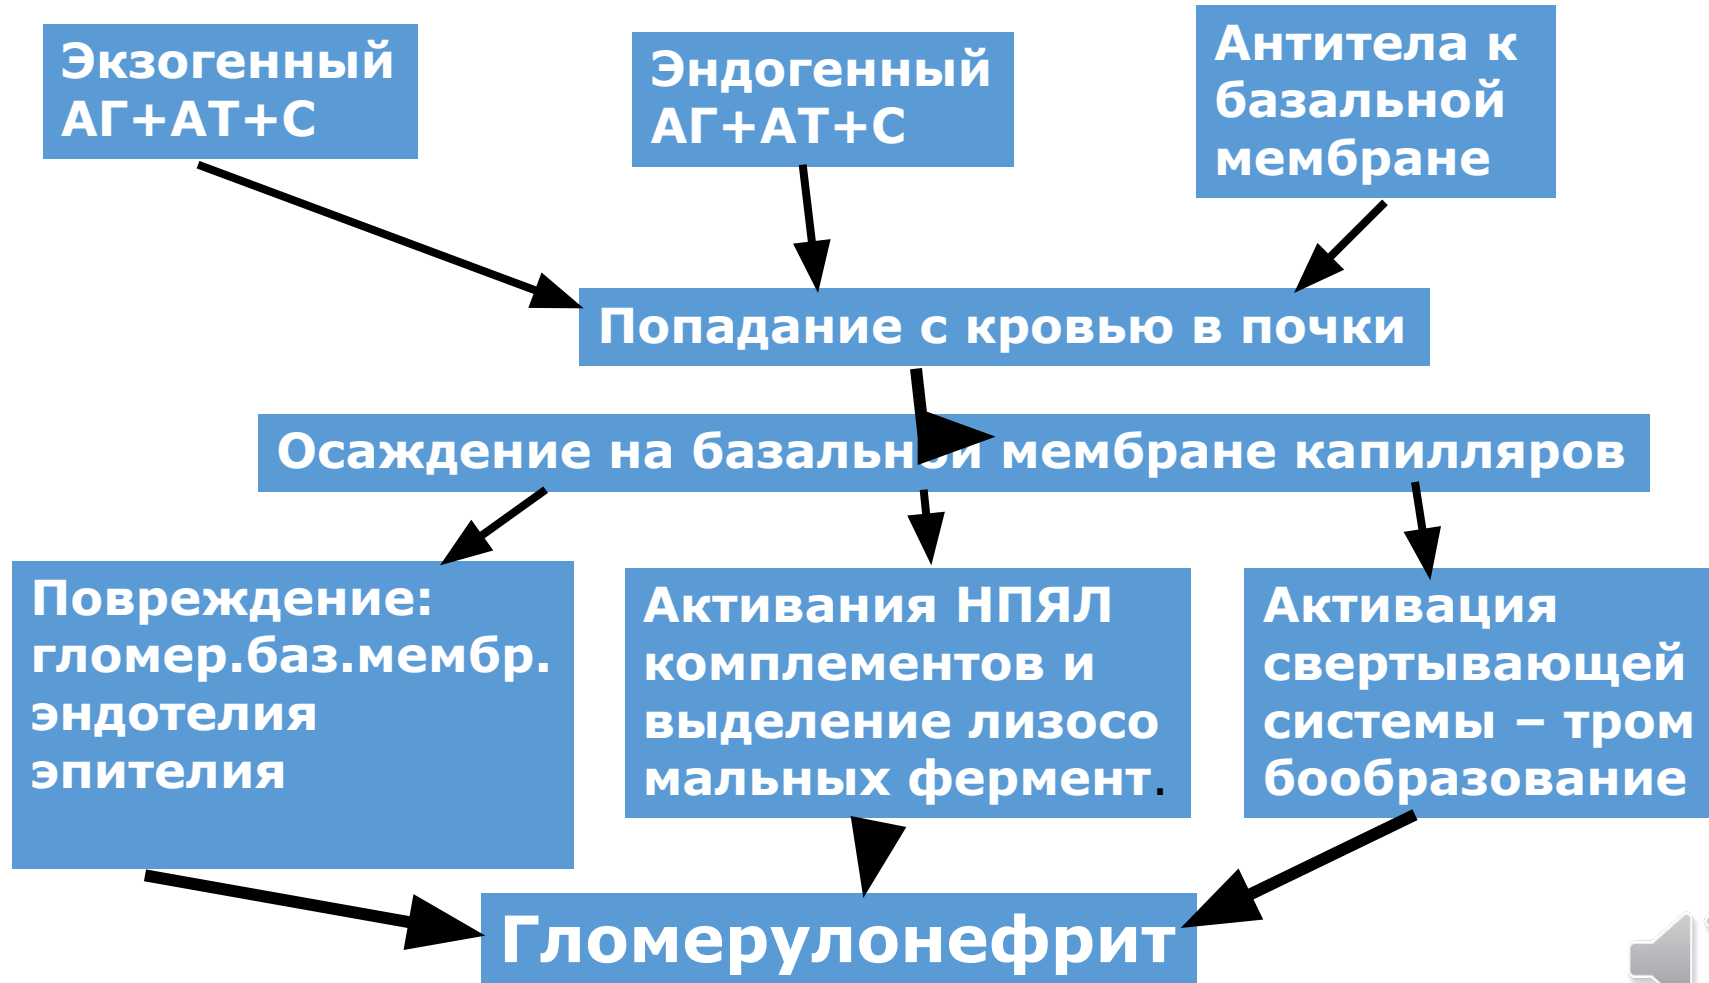 Экзогенный
АГ+АТ+С
Эндогенный
АГ+АТ+С
Антитела к
базальной
мембране
Попадание с кровью в почки
Осаждение на базальной мембране капилляров
Повреждение:
гломер.баз.мембр.
эндотелия
эпителия
Активания НПЯЛ
комплементов и
выделение лизосо
мальных фермент.
Активация
свертывающей
системы – тром
бообразование
Гломерулонефрит